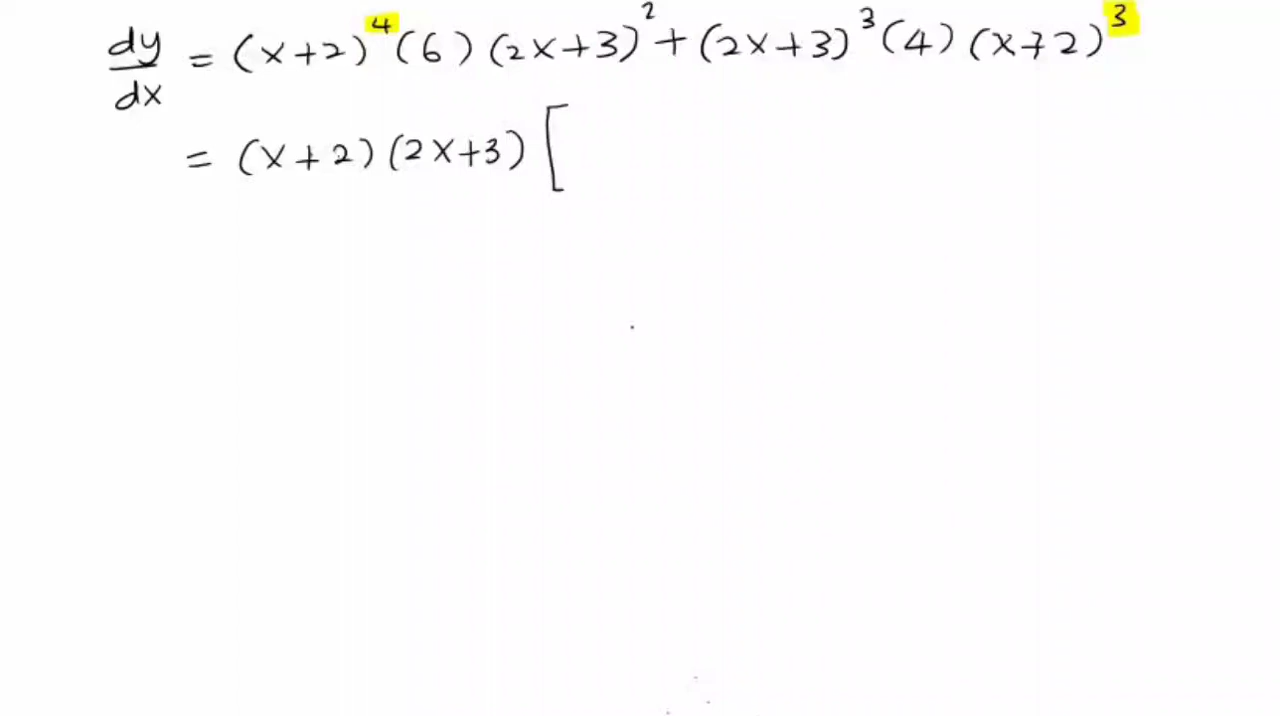 dy/dx = (x+2)⁴(6)(2x+3)² + (2x+3)³(4)(x+2)³
= (x+2)(2x+3)[